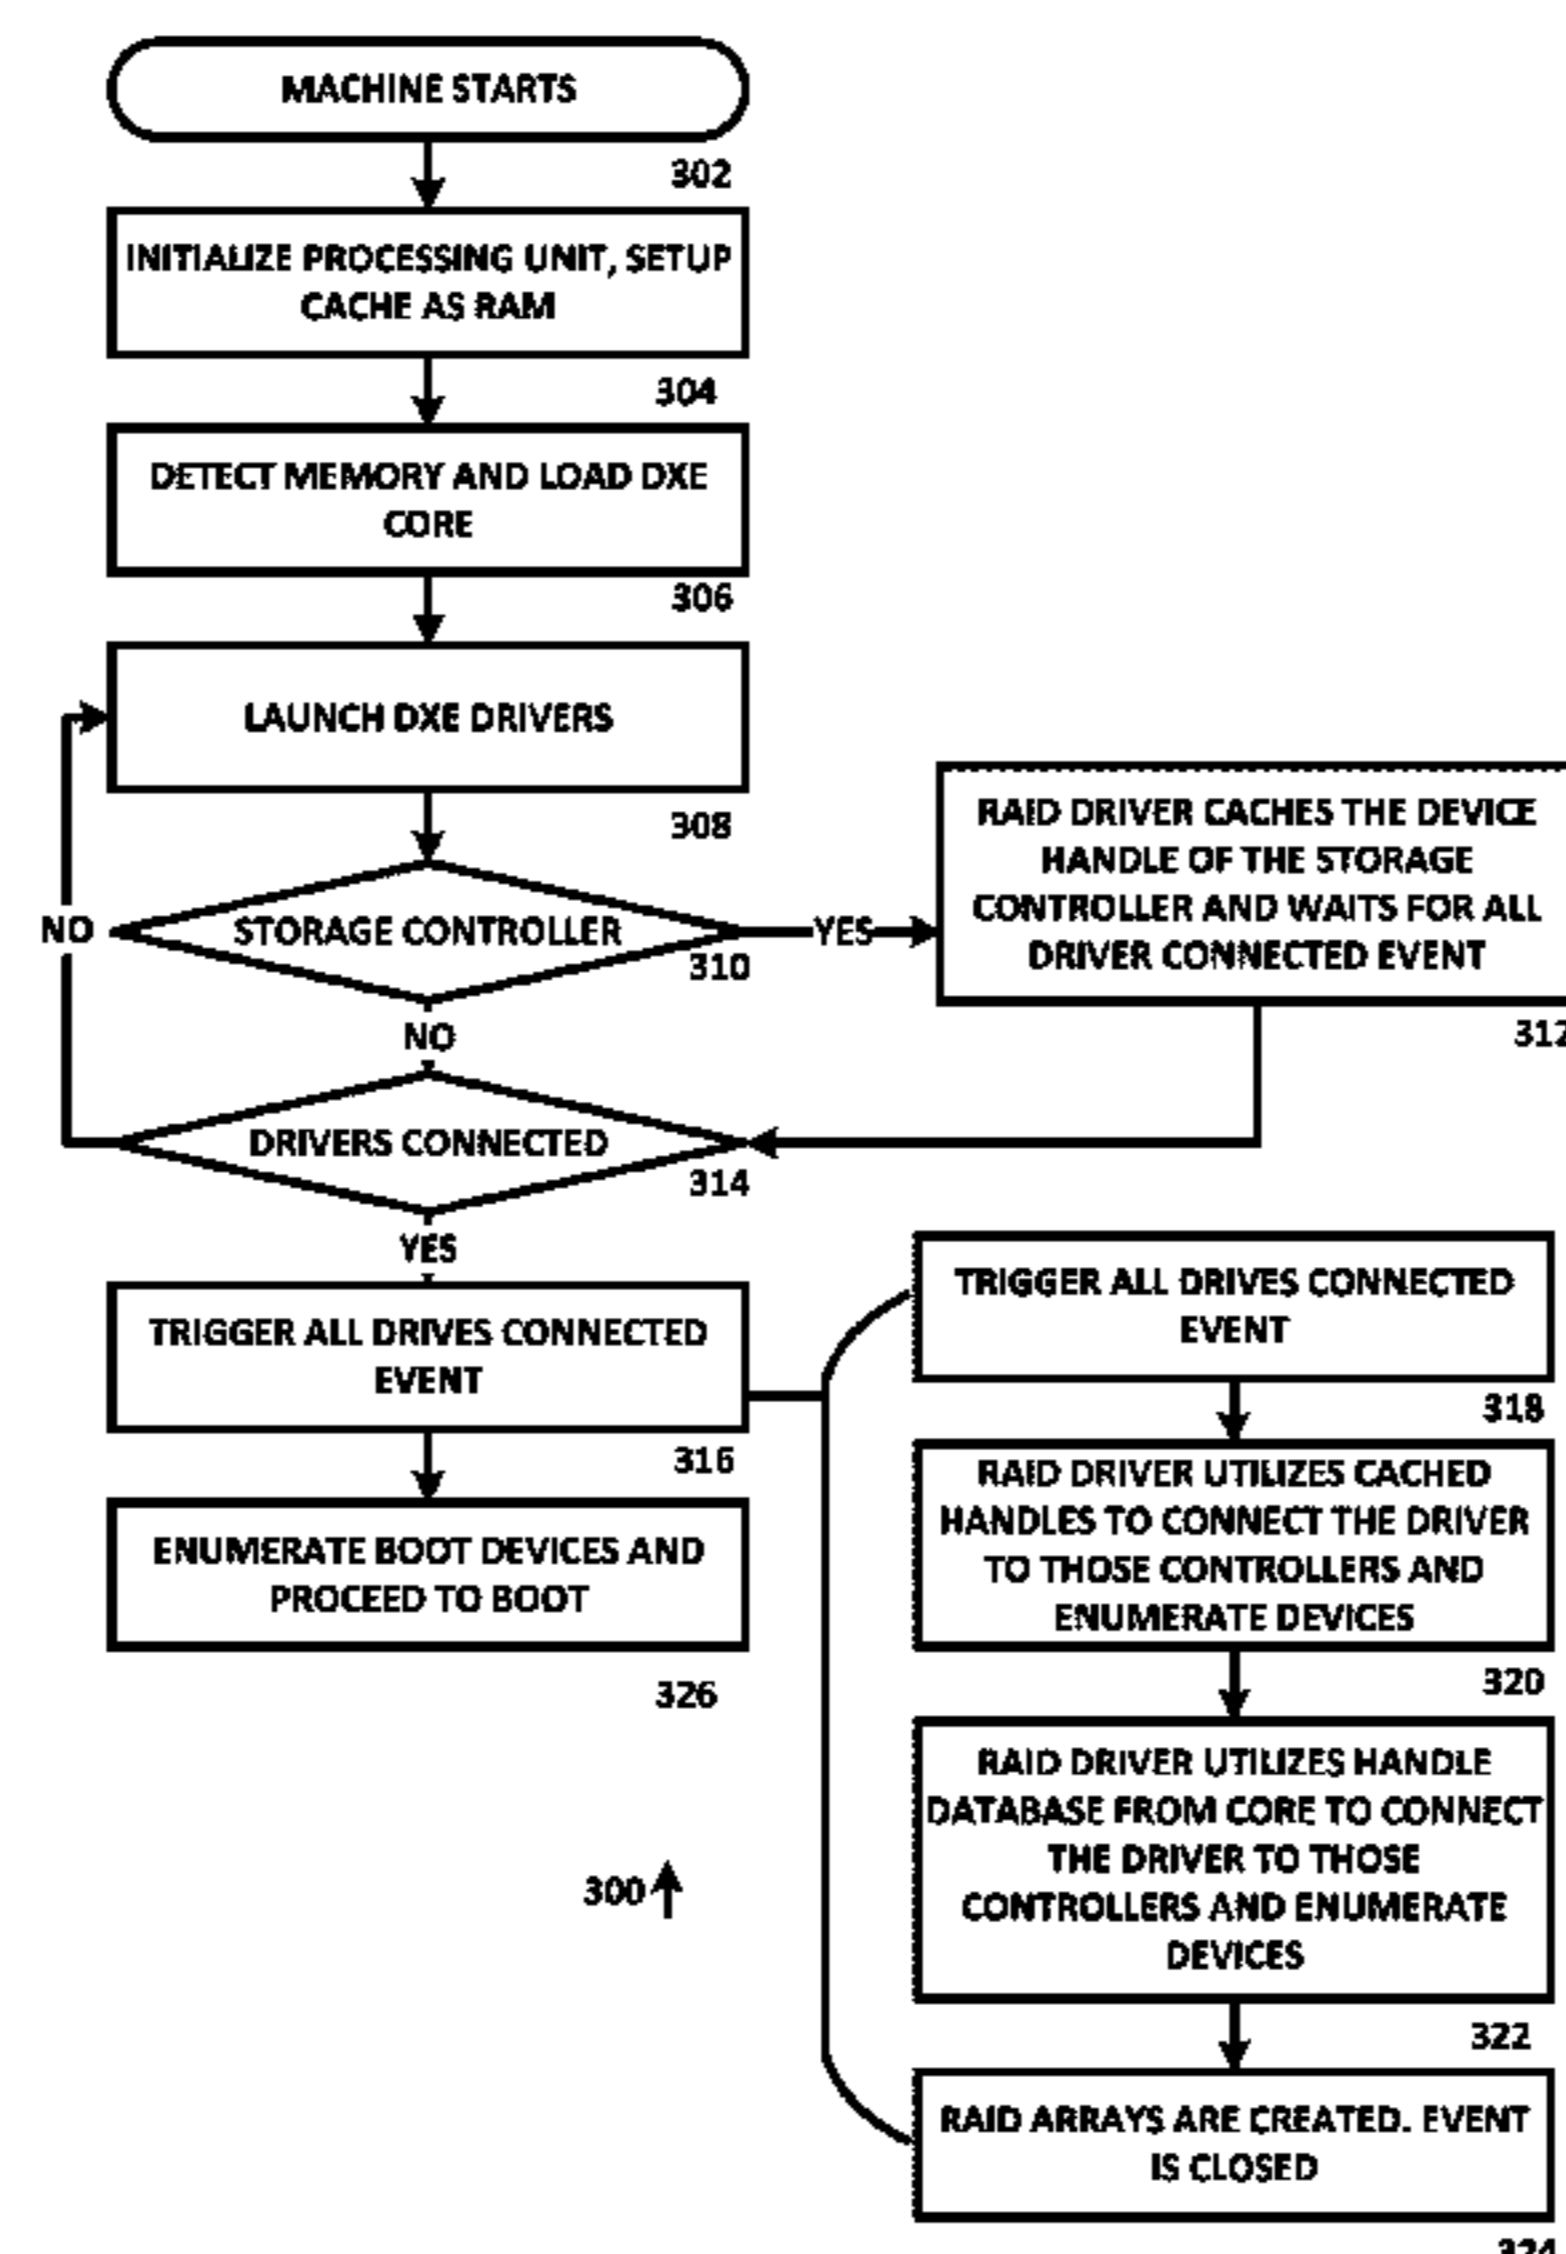 MACHINE STARTS
302
INITIALIZE PROCESSING UNIT, SETUP
CACHE AS RAM
304
DETECT MEMORY AND LOAD DXE
CORE
306
LAUNCH DXE DRIVERS
308
STORAGE CONTROLLER
310
NO
YES
RAID DRIVER CACHES THE DEVICE
HANDLE OF THE STORAGE
CONTROLLER AND WAITS FOR ALL
DRIVER CONNECTED EVENT
312
NO
DRIVERS CONNECTED
314
YES
TRIGGER ALL DRIVES CONNECTED
EVENT
316
ENUMERATE BOOT DEVICES AND
PROCEED TO BOOT
326
TRIGGER ALL DRIVES CONNECTED
EVENT
318
RAID DRIVER UTILIZES CACHED
HANDLES TO CONNECT THE DRIVER
TO THOSE CONTROLLERS AND
ENUMERATE DEVICES
320
RAID DRIVER UTILIZES HANDLE
DATABASE FROM CORE TO CONNECT
THE DRIVER TO THOSE
CONTROLLERS AND ENUMERATE
DEVICES
322
RAID ARRAYS ARE CREATED. EVENT
IS CLOSED
324
300